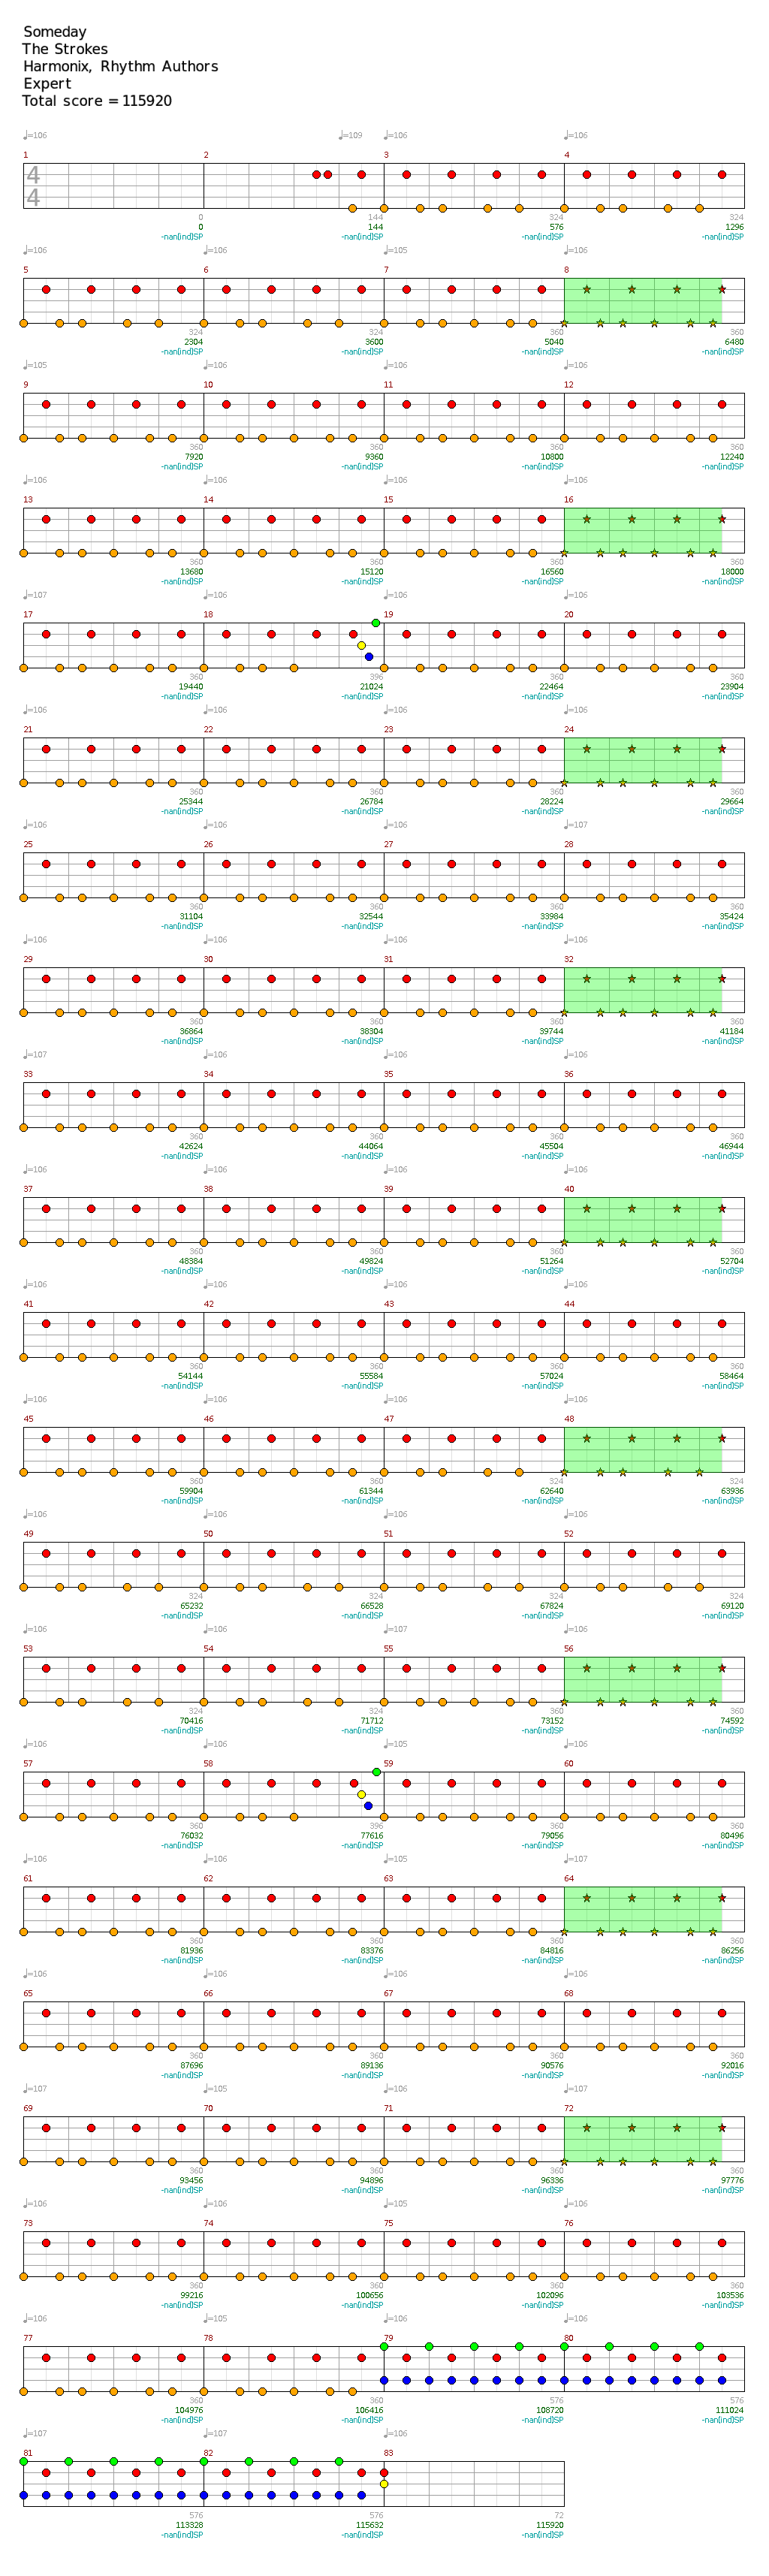 Someday
The Strokes
Harmonix, Rhythm Authors
Expert
Total score = 115920
♩=106 ♩=109 ♩=106 ♩=106
1 2 3 4
4
4
0 144 324 324
0 144 576 1296
-nan(ind)SP -nan(ind)SP -nan(ind)SP -nan(ind)SP
♩=106 ♩=106 ♩=105 ♩=106
5 6 7 8
324 324 360 360
2304 3600 5040 6480
-nan(ind)SP -nan(ind)SP -nan(ind)SP -nan(ind)SP
♩=105 ♩=106 ♩=106 ♩=106
9 10 11 12
360 360 360 360
7920 9360 10800 12240
-nan(ind)SP -nan(ind)SP -nan(ind)SP -nan(ind)SP
♩=106 ♩=106 ♩=106 ♩=106
13 14 15 16
360 360 360 360
13680 15120 16560 18000
-nan(ind)SP -nan(ind)SP -nan(ind)SP -nan(ind)SP
♩=107 ♩=106 ♩=106 ♩=106
17 18 19 20
360 396 360 360
19440 21024 22464 23904
-nan(ind)SP -nan(ind)SP -nan(ind)SP -nan(ind)SP
♩=106 ♩=106 ♩=106 ♩=106
21 22 23 24
360 360 360 360
25344 26784 28224 29664
-nan(ind)SP -nan(ind)SP -nan(ind)SP -nan(ind)SP
♩=106 ♩=106 ♩=106 ♩=107
25 26 27 28
360 360 360 360
31104 32544 33984 35424
-nan(ind)SP -nan(ind)SP -nan(ind)SP -nan(ind)SP
♩=106 ♩=106 ♩=106 ♩=106
29 30 31 32
360 360 360 360
36864 38304 39744 41184
-nan(ind)SP -nan(ind)SP -nan(ind)SP -nan(ind)SP
♩=107 ♩=106 ♩=106 ♩=106
33 34 35 36
360 360 360 360
42624 44064 45504 46944
-nan(ind)SP -nan(ind)SP -nan(ind)SP -nan(ind)SP
♩=106 ♩=106 ♩=106 ♩=106
37 38 39 40
360 360 360 360
48384 49824 51264 52704
-nan(ind)SP -nan(ind)SP -nan(ind)SP -nan(ind)SP
♩=106 ♩=106 ♩=106 ♩=106
41 42 43 44
360 360 360 360
54144 55584 57024 58464
-nan(ind)SP -nan(ind)SP -nan(ind)SP -nan(ind)SP
♩=106 ♩=106 ♩=106 ♩=106
45 46 47 48
360 360 324 324
59904 61344 62640 63936
-nan(ind)SP -nan(ind)SP -nan(ind)SP -nan(ind)SP
♩=106 ♩=106 ♩=106 ♩=106
49 50 51 52
324 324 324 324
65232 66528 67824 69120
-nan(ind)SP -nan(ind)SP -nan(ind)SP -nan(ind)SP
♩=106 ♩=106 ♩=107 ♩=106
53 54 55 56
324 324 360 360
70416 71712 73152 74592
-nan(ind)SP -nan(ind)SP -nan(ind)SP -nan(ind)SP
♩=106 ♩=106 ♩=105 ♩=106
57 58 59 60
360 396 360 360
76032 77616 79056 80496
-nan(ind)SP -nan(ind)SP -nan(ind)SP -nan(ind)SP
♩=106 ♩=106 ♩=105 ♩=107
61 62 63 64
360 360 360 360
81936 83376 84816 86256
-nan(ind)SP -nan(ind)SP -nan(ind)SP -nan(ind)SP
♩=106 ♩=106 ♩=106 ♩=106
65 66 67 68
360 360 360 360
87696 89136 90576 92016
-nan(ind)SP -nan(ind)SP -nan(ind)SP -nan(ind)SP
♩=107 ♩=105 ♩=106 ♩=107
69 70 71 72
360 360 360 360
93456 94896 96336 97776
-nan(ind)SP -nan(ind)SP -nan(ind)SP -nan(ind)SP
♩=106 ♩=106 ♩=105 ♩=106
73 74 75 76
360 360 360 360
99216 100656 102096 103536
-nan(ind)SP -nan(ind)SP -nan(ind)SP -nan(ind)SP
♩=106 ♩=105 ♩=106 ♩=106
77 78 79 80
360 360 576 576
104976 106416 108720 111024
-nan(ind)SP -nan(ind)SP -nan(ind)SP -nan(ind)SP
♩=107 ♩=107 ♩=106
81 82 83
576 576 72
113328 115632 115920
-nan(ind)SP -nan(ind)SP -nan(ind)SP